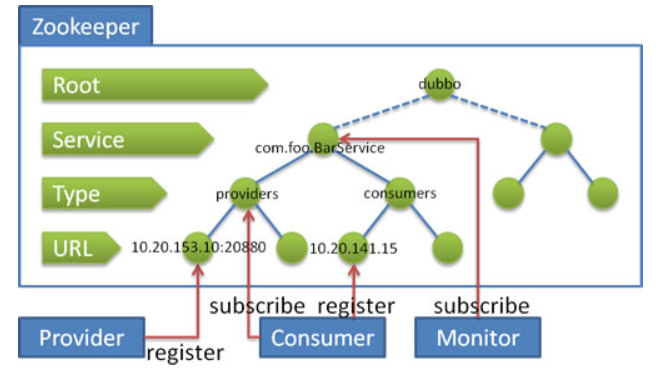 Zookeeper
Root
dubbo
Service
com.foo.BarService
Type
providers
consumers
URL
10.20.153.10:20880
10.20.141.15
subscribe
register
subscribe
Provider
register
Consumer
Monitor